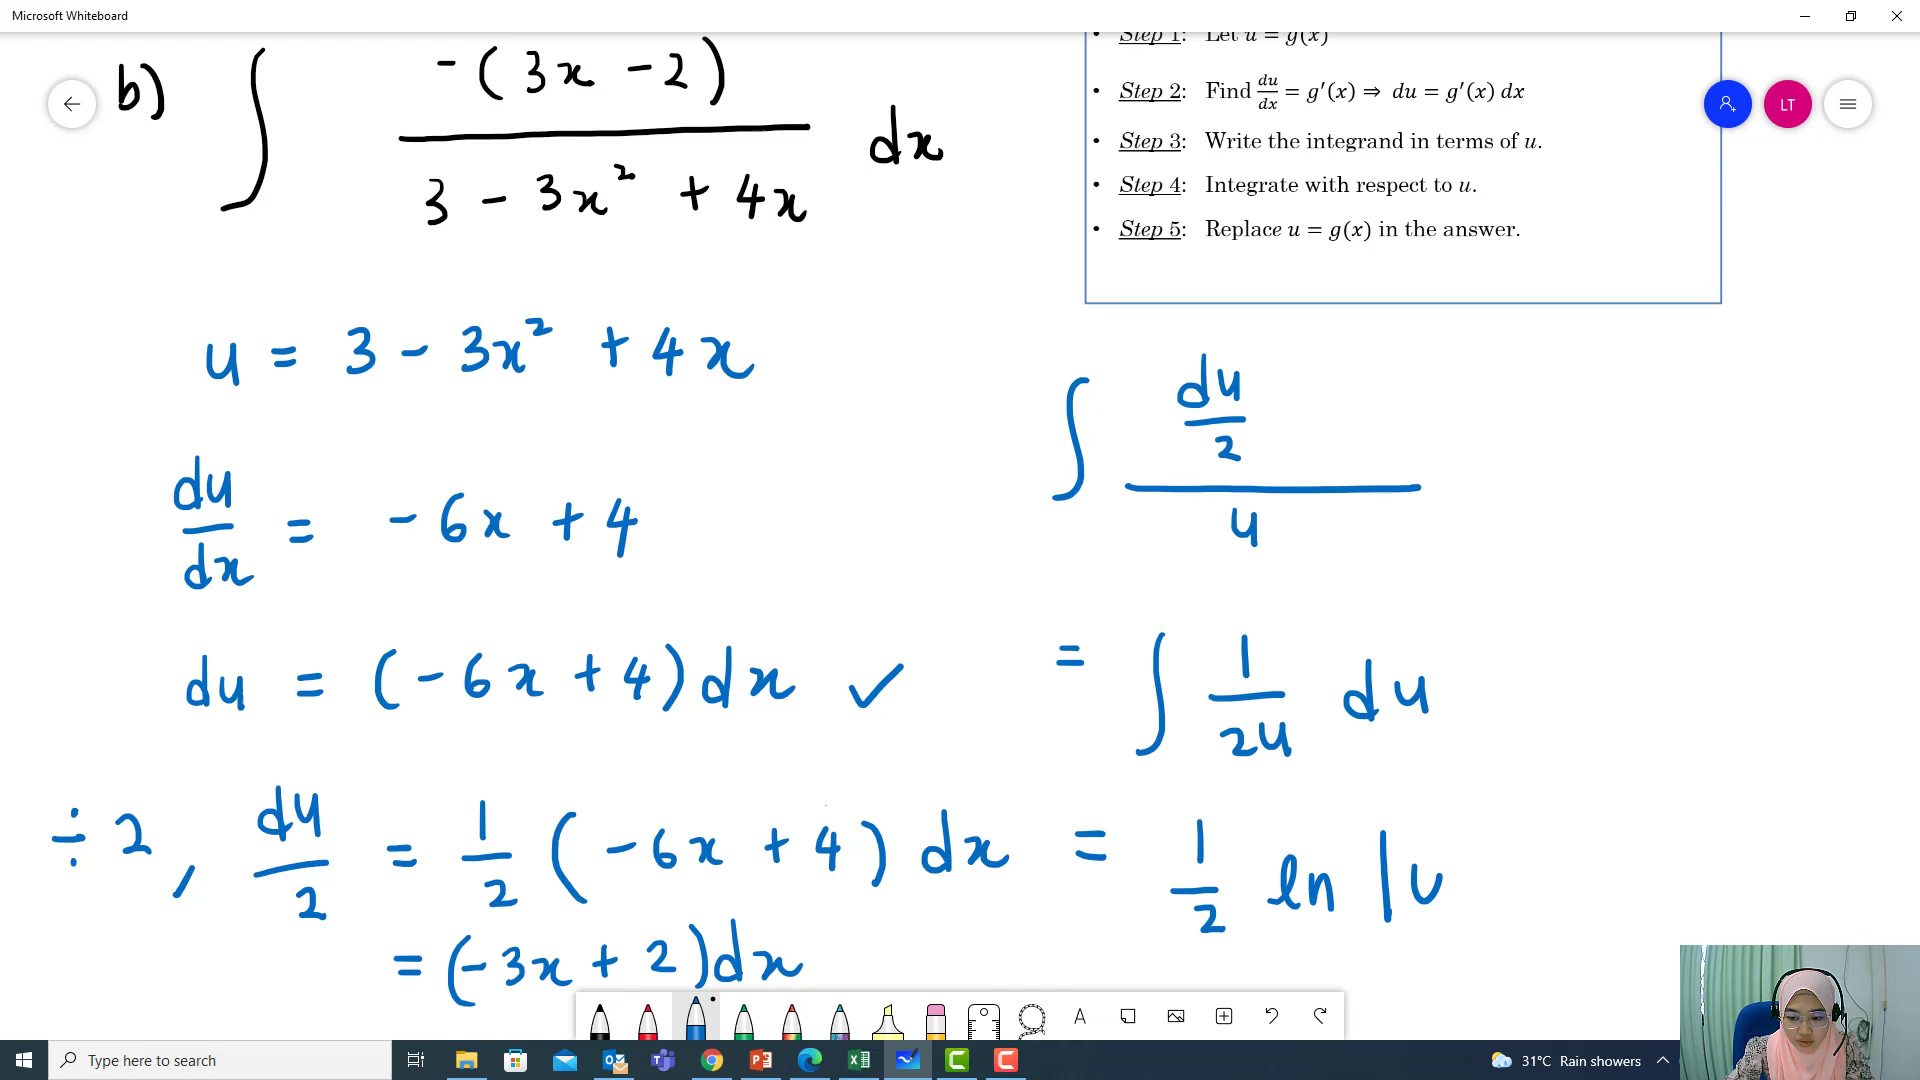 Microsoft Whiteboard
b) ∫ -(3x - 2) / (3 - 3x² + 4x) dx
• Step 1: Let u = g(x)
• Step 2: Find du/dx = g′(x) ⇒ du = g′(x) dx
• Step 3: Write the integrand in terms of u.
• Step 4: Integrate with respect to u.
• Step 5: Replace u = g(x) in the answer.
LT
u = 3 - 3x² + 4x
du/dx = -6x + 4
du = (-6x + 4) dx ✓
÷ 2, du/2 = 1/2 (-6x + 4) dx
= (-3x + 2) dx
∫ (du/2) / u
= ∫ 1/2u du
= 1/2 ln |u
A
Type here to search
31°C Rain showers